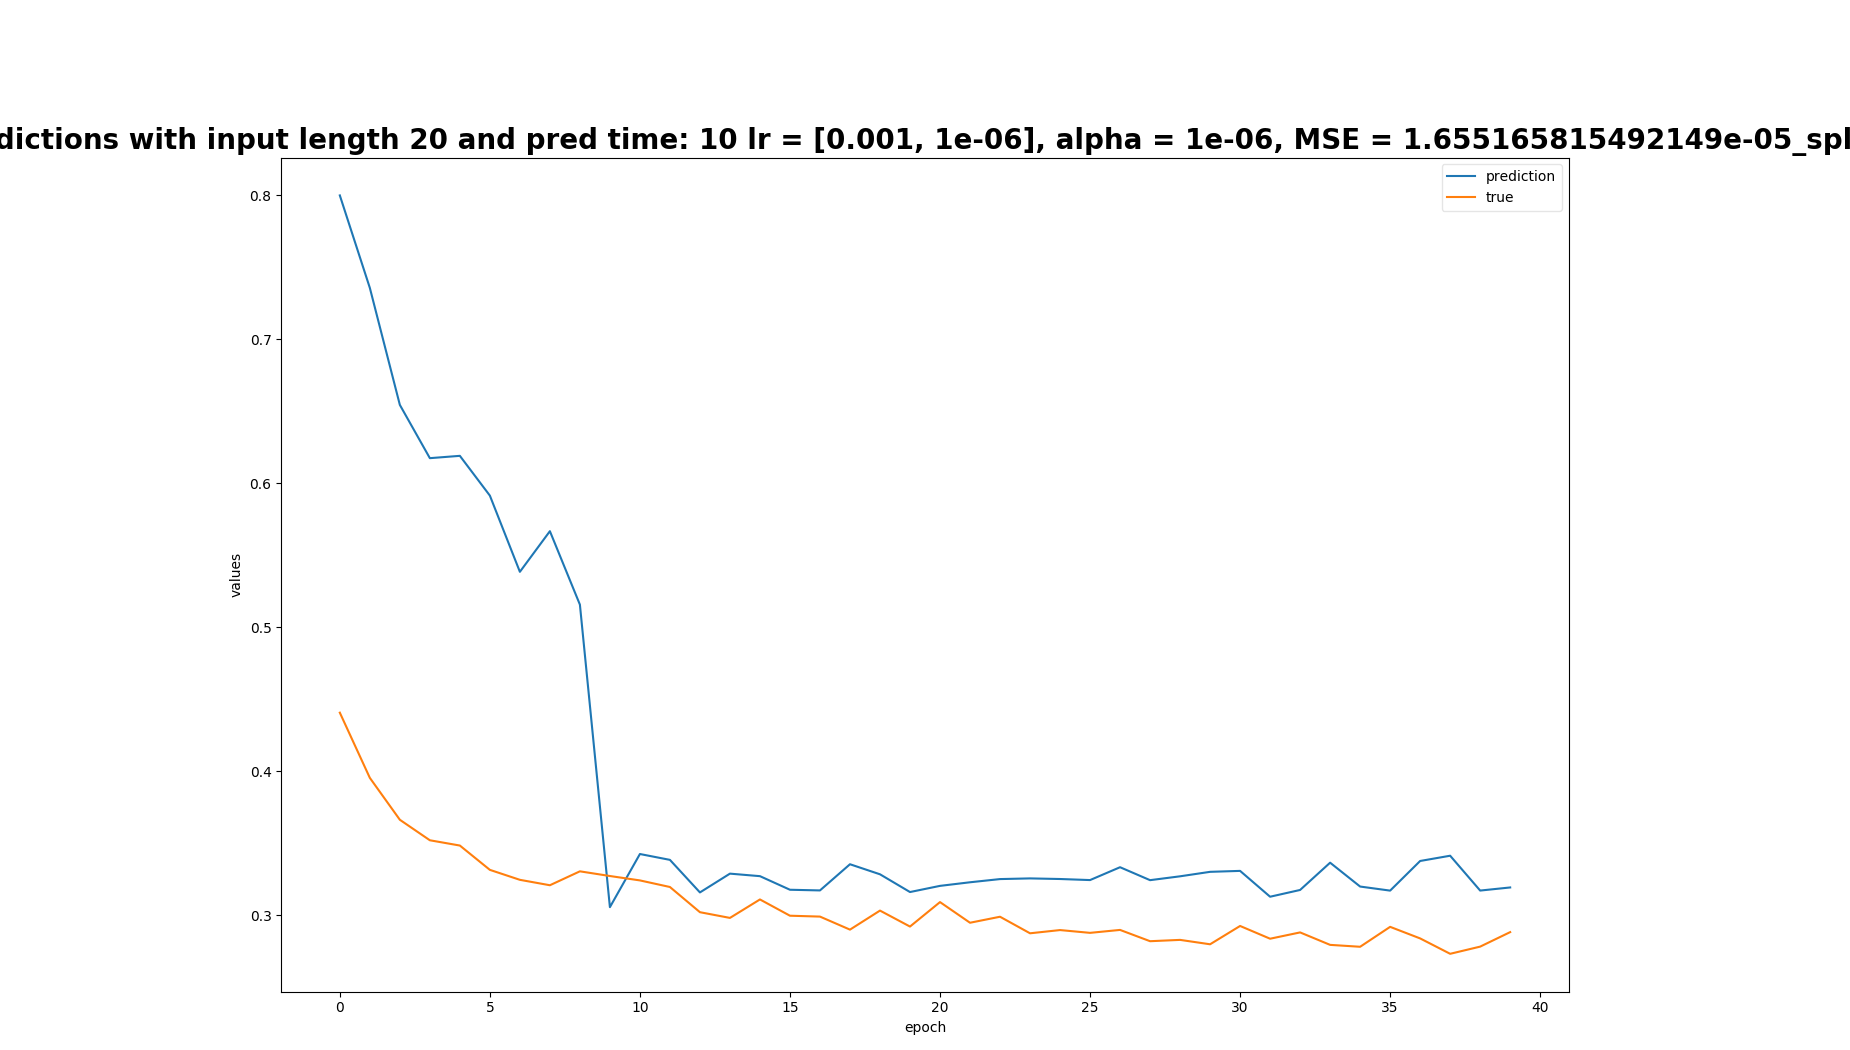 dictions with input length 20 and pred time: 10 lr = [0.001, 1e-06], alpha = 1e-06, MSE = 1.655165815492149e-05_spl
prediction
true
0.8
0.7
0.6
0.5
0.4
0.3
values
0 5 10 15 20 25 30 35 40
epoch